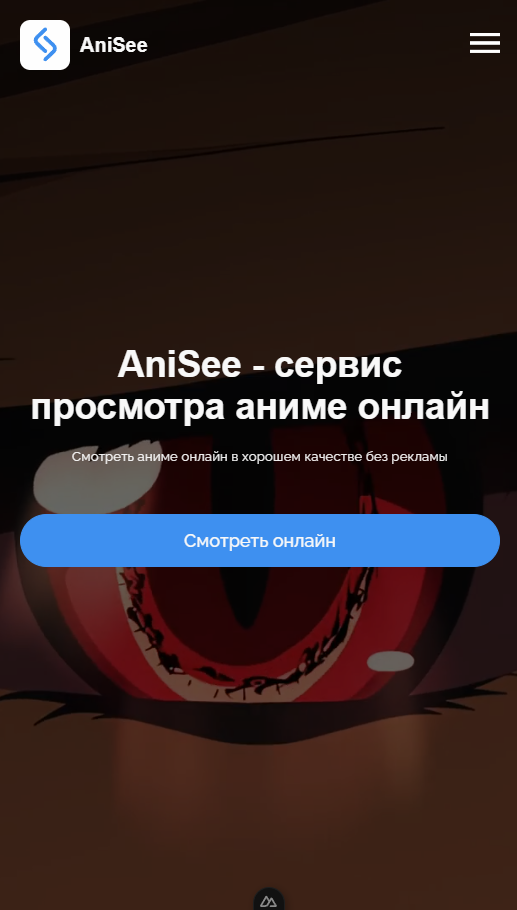 AniSee
AniSee - сервис
просмотра аниме онлайн
Смотреть аниме онлайн в хорошем качестве без рекламы
Смотреть онлайн